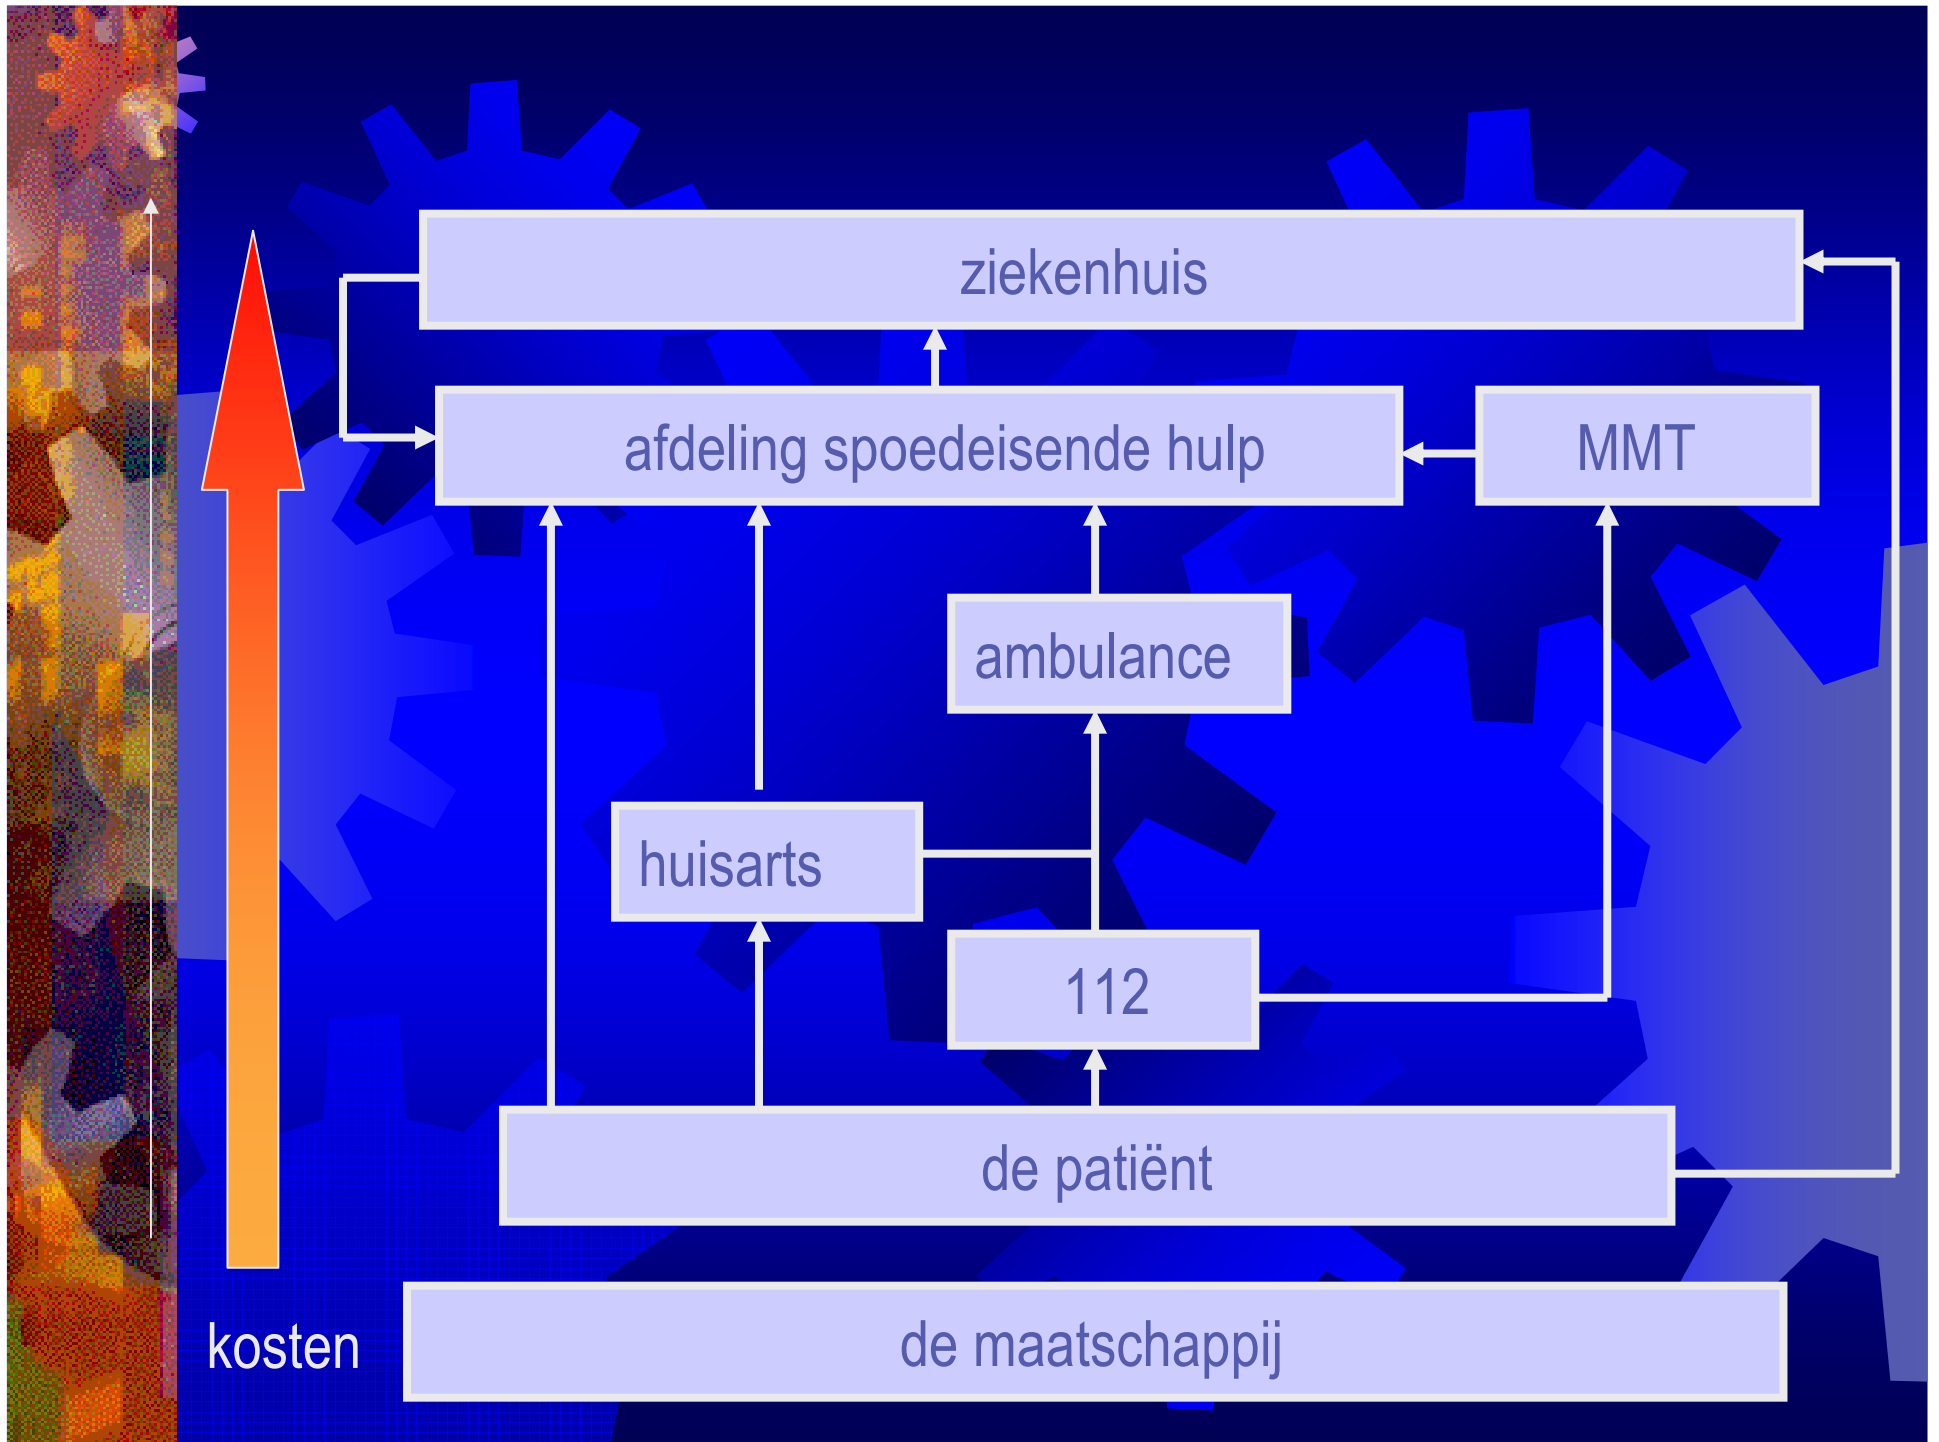 ziekenhuis
afdeling spoedeisende hulp
MMT
ambulance
huisarts
112
de patiënt
kosten
de maatschappij